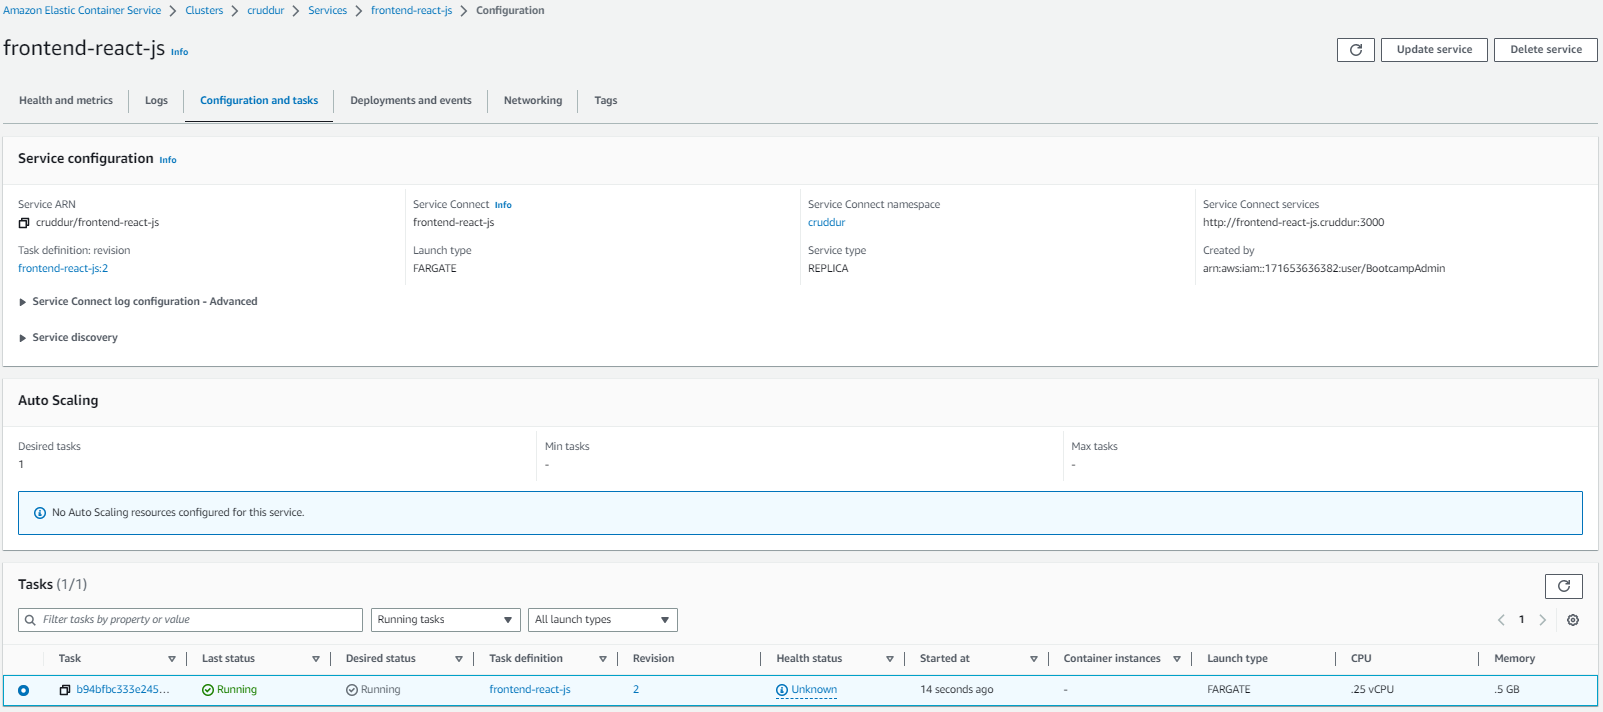 Amazon Elastic Container Service > Clusters > cruddur > Services > frontend-react-js > Configuration
frontend-react-js Info
Update service Delete service
Health and metrics Logs Configuration and tasks Deployments and events Networking Tags
Service configuration Info
Service ARN Service Connect Info Service Connect namespace Service Connect services
cruddur/frontend-react-js frontend-react-js cruddur http://frontend-react-js.cruddur:3000
Task definition: revision Launch type Service type Created by
frontend-react-js:2 FARGATE REPLICA arn:aws:iam::171653636382:user/BootcampAdmin
Service Connect log configuration - Advanced
Service discovery
Auto Scaling
Desired tasks Min tasks Max tasks
1 - -
No Auto Scaling resources configured for this service.
Tasks (1/1)
Filter tasks by property or value Running tasks All launch types < 1 >
Task Last status Desired status Task definition Revision Health status Started at Container instances Launch type CPU Memory
b94bfbc333e245... Running Running frontend-react-js 2 Unknown 14 seconds ago - FARGATE .25 vCPU .5 GB